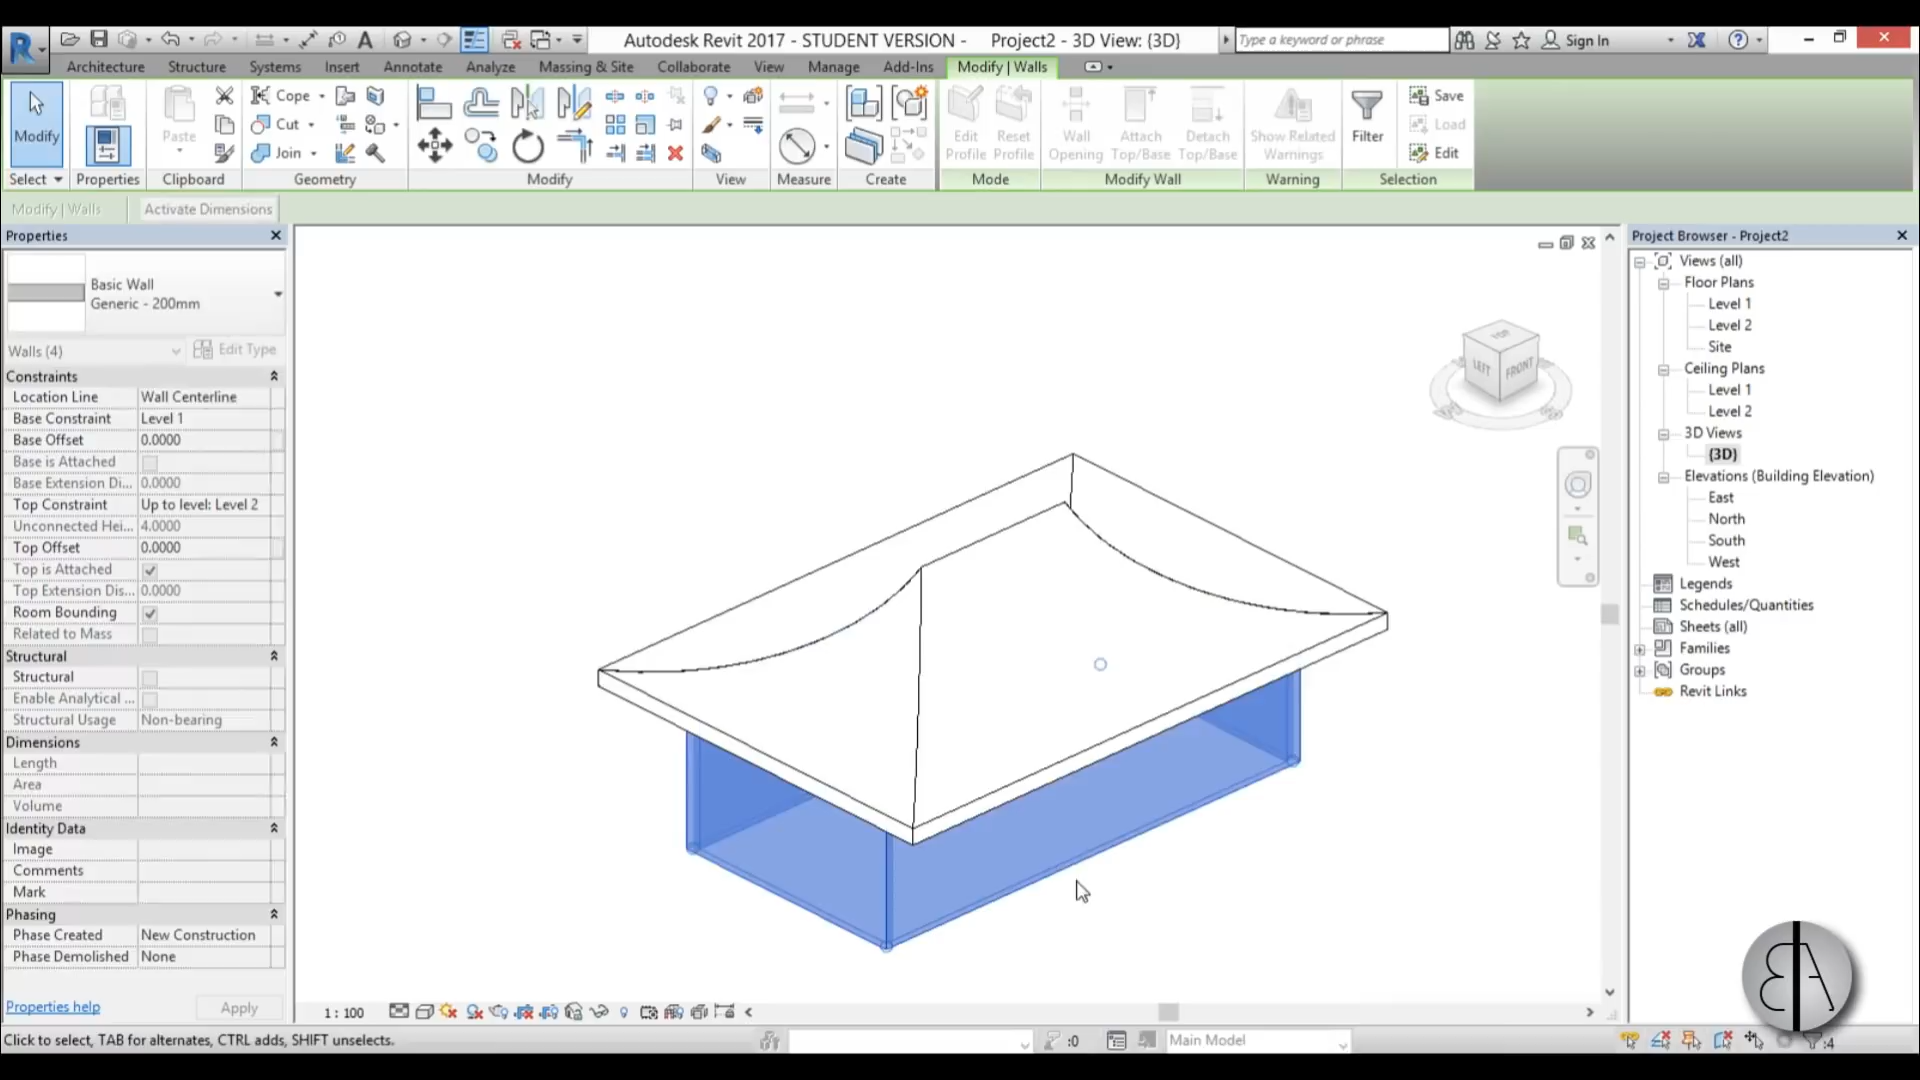 Autodesk Revit 2017 - STUDENT VERSION - Project2 - 3D View: {3D}
Type a keyword or phrase
Sign In
Architecture Structure Systems Insert Annotate Analyze Massing & Site Collaborate View Manage Add-Ins Modify | Walls
Modify
Paste
Cope
Cut
Join
Edit Profile
Reset Profile
Wall Opening
Attach Top/Base
Detach Top/Base
Show Related Warnings
Filter
Save
Load
Edit
Select Properties Clipboard Geometry Modify View Measure Create Mode Modify Wall Warning Selection
Modify | Walls Activate Dimensions
Properties
Basic Wall
Generic - 200mm
Walls (4) Edit Type
Constraints
Location Line Wall Centerline
Base Constraint Level 1
Base Offset 0.0000
Base is Attached
Base Extension Di... 0.0000
Top Constraint Up to level: Level 2
Unconnected Hei... 4.0000
Top Offset 0.0000
Top is Attached
Top Extension Dis... 0.0000
Room Bounding
Related to Mass
Structural
Structural
Enable Analytical ...
Structural Usage Non-bearing
Dimensions
Length
Area
Volume
Identity Data
Image
Comments
Mark
Phasing
Phase Created New Construction
Phase Demolished None
Properties help Apply
TOP
LEFT
FRONT
Project Browser - Project2
Views (all)
Floor Plans
Level 1
Level 2
Site
Ceiling Plans
Level 1
Level 2
3D Views
{3D}
Elevations (Building Elevation)
East
North
South
West
Legends
Schedules/Quantities
Sheets (all)
Families
Groups
Revit Links
1 : 100
Click to select, TAB for alternates, CTRL adds, SHIFT unselects.
:0
Main Model
:4